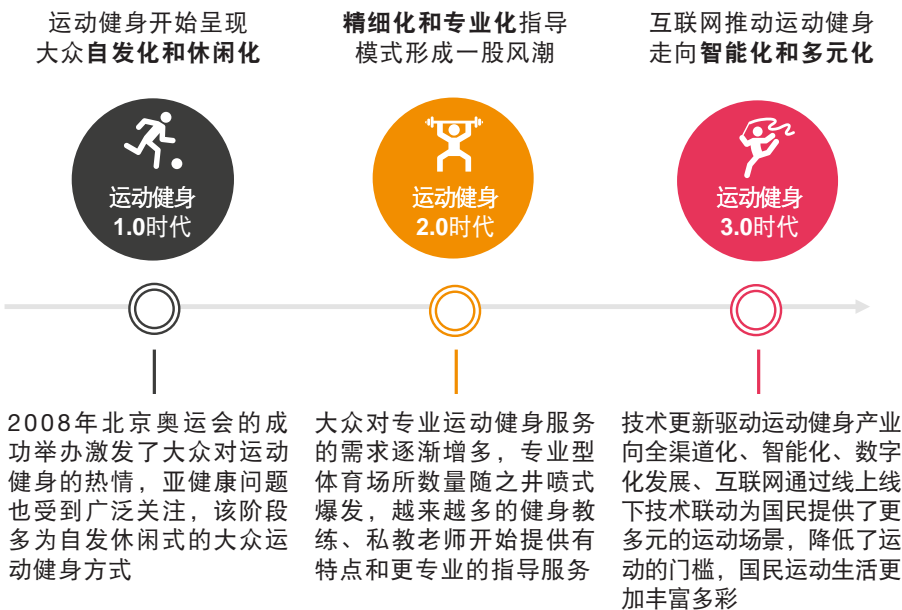 运动健身开始呈现
大众自发化和休闲化
精细化和专业化指导
模式形成一股风潮
互联网推动运动健身
走向智能化和多元化
运动健身
1.0时代
运动健身
2.0时代
运动健身
3.0时代
2008年北京奥运会的成
功举办激发了大众对运动
健身的热情，亚健康问题
也受到广泛关注，该阶段
多为自发休闲式的大众运
动健身方式
大众对专业运动健身服务
的需求逐渐增多，专业型
体育场所数量随之井喷式
爆发，越来越多的健身教
练、私教老师开始提供有
特点和更专业的指导服务
技术更新驱动运动健身产业
向全渠道化、智能化、数字
化发展、互联网通过线上线
下技术联动为国民提供了更
多元的运动场景，降低了运
动的门槛，国民运动生活更
加丰富多彩